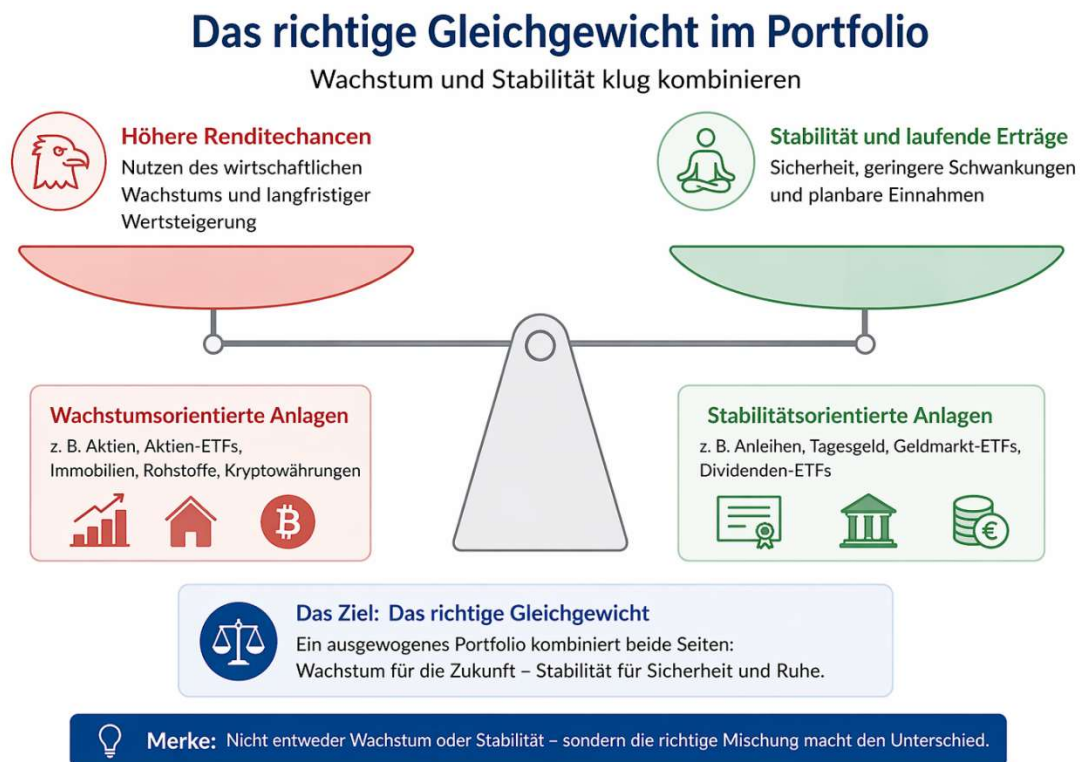 Das richtige Gleichgewicht im Portfolio
Wachstum und Stabilität klug kombinieren
Höhere Renditechancen
Nutzen des wirtschaftlichen
Wachstums und langfristiger
Wertsteigerung
Stabilität und laufende Erträge
Sicherheit, geringere Schwankungen
und planbare Einnahmen
Wachstumsorientierte Anlagen
z. B. Aktien, Aktien-ETFs,
Immobilien, Rohstoffe, Kryptowährungen
Stabilitätsorientierte Anlagen
z. B. Anleihen, Tagesgeld, Geldmarkt-ETFs,
Dividenden-ETFs
Das Ziel: Das richtige Gleichgewicht
Ein ausgewogenes Portfolio kombiniert beide Seiten:
Wachstum für die Zukunft – Stabilität für Sicherheit und Ruhe.
Merke: Nicht entweder Wachstum oder Stabilität – sondern die richtige Mischung macht den Unterschied.